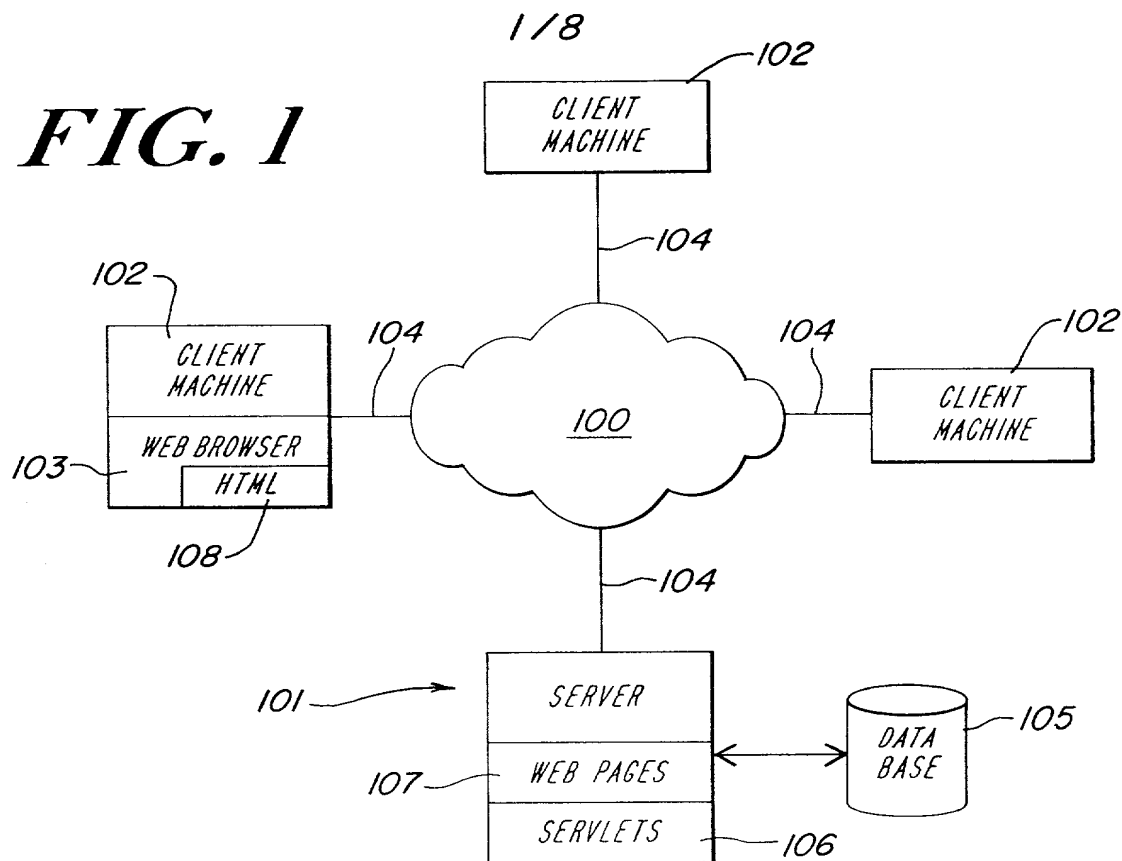 1/8
FIG. 1
102
CLIENT
MACHINE
104
102
CLIENT
MACHINE
104
100
104
102
CLIENT
MACHINE
103
WEB BROWSER
HTML
108
104
101
SERVER
107
WEB PAGES
SERVLETS
106
DATA
BASE
105